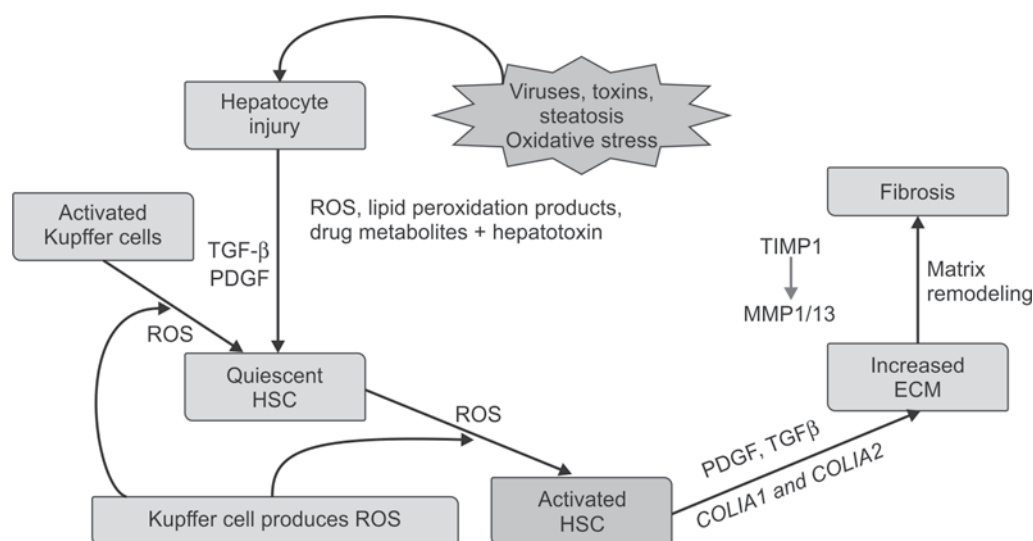 Hepatocyte
injury
Viruses, toxins,
steatosis
Oxidative stress
Activated
Kupffer cells
TGF-β
PDGF
ROS, lipid peroxidation products,
drug metabolites + hepatotoxin
Fibrosis
TIMP1
MMP1/13
Matrix
remodeling
ROS
Quiescent
HSC
ROS
Increased
ECM
PDGF, TGFβ
COLIA1 and COLIA2
Kupffer cell produces ROS
Activated
HSC